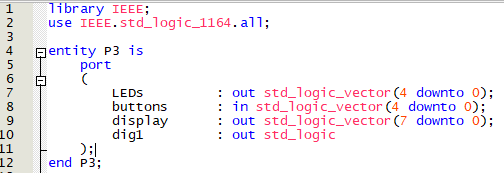 1 library IEEE;
2 use IEEE.std_logic_1164.all;
3
4 entity P3 is
5 port
6 (
7 LEDs : out std_logic_vector(4 downto 0);
8 buttons : in std_logic_vector(4 downto 0);
9 display : out std_logic_vector(7 downto 0);
10 dig1 : out std_logic
11 );
12 end P3;